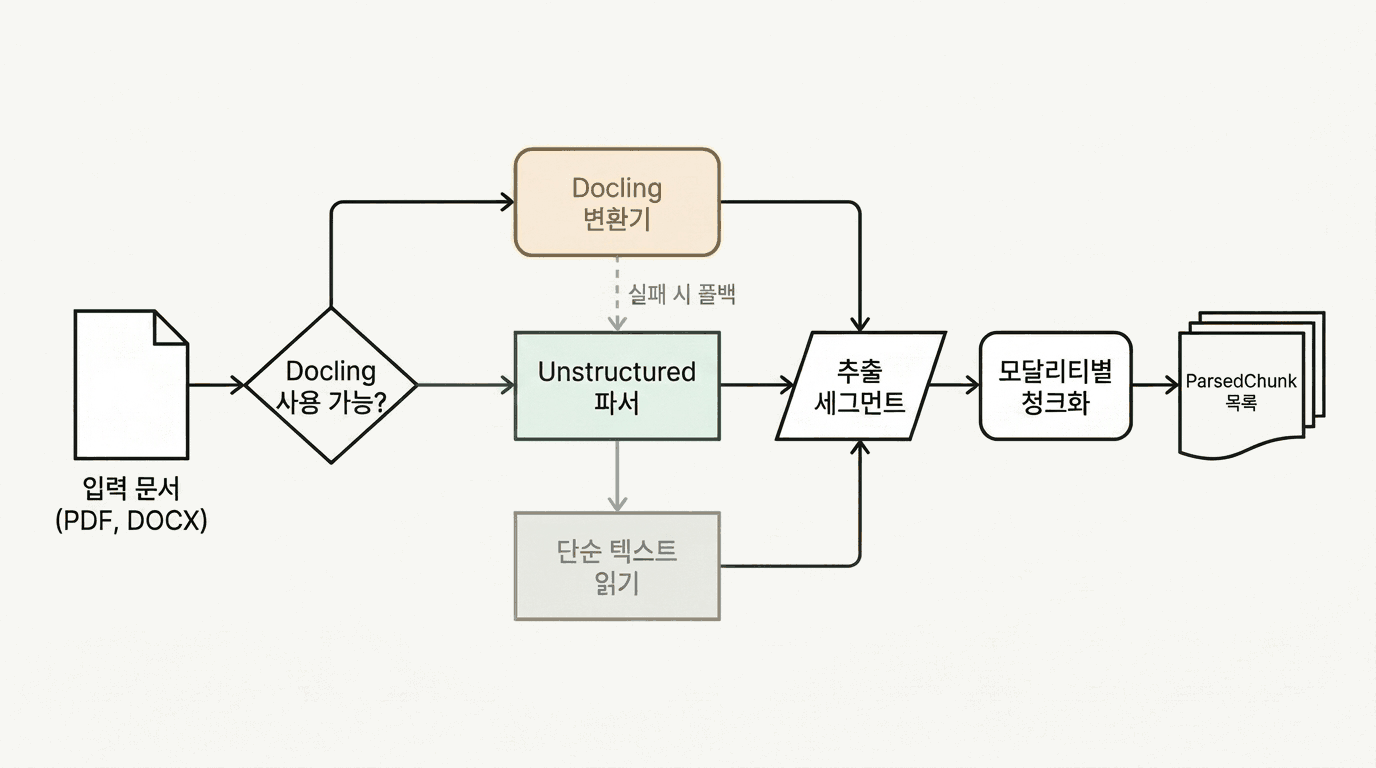 입력 문서
(PDF, DOCX)
Docling
사용 가능?
Docling
변환기
실패 시 폴백
Unstructured
파서
단순 텍스트
읽기
추출
세그먼트
모달리티별
청크화
ParsedChunk
목록